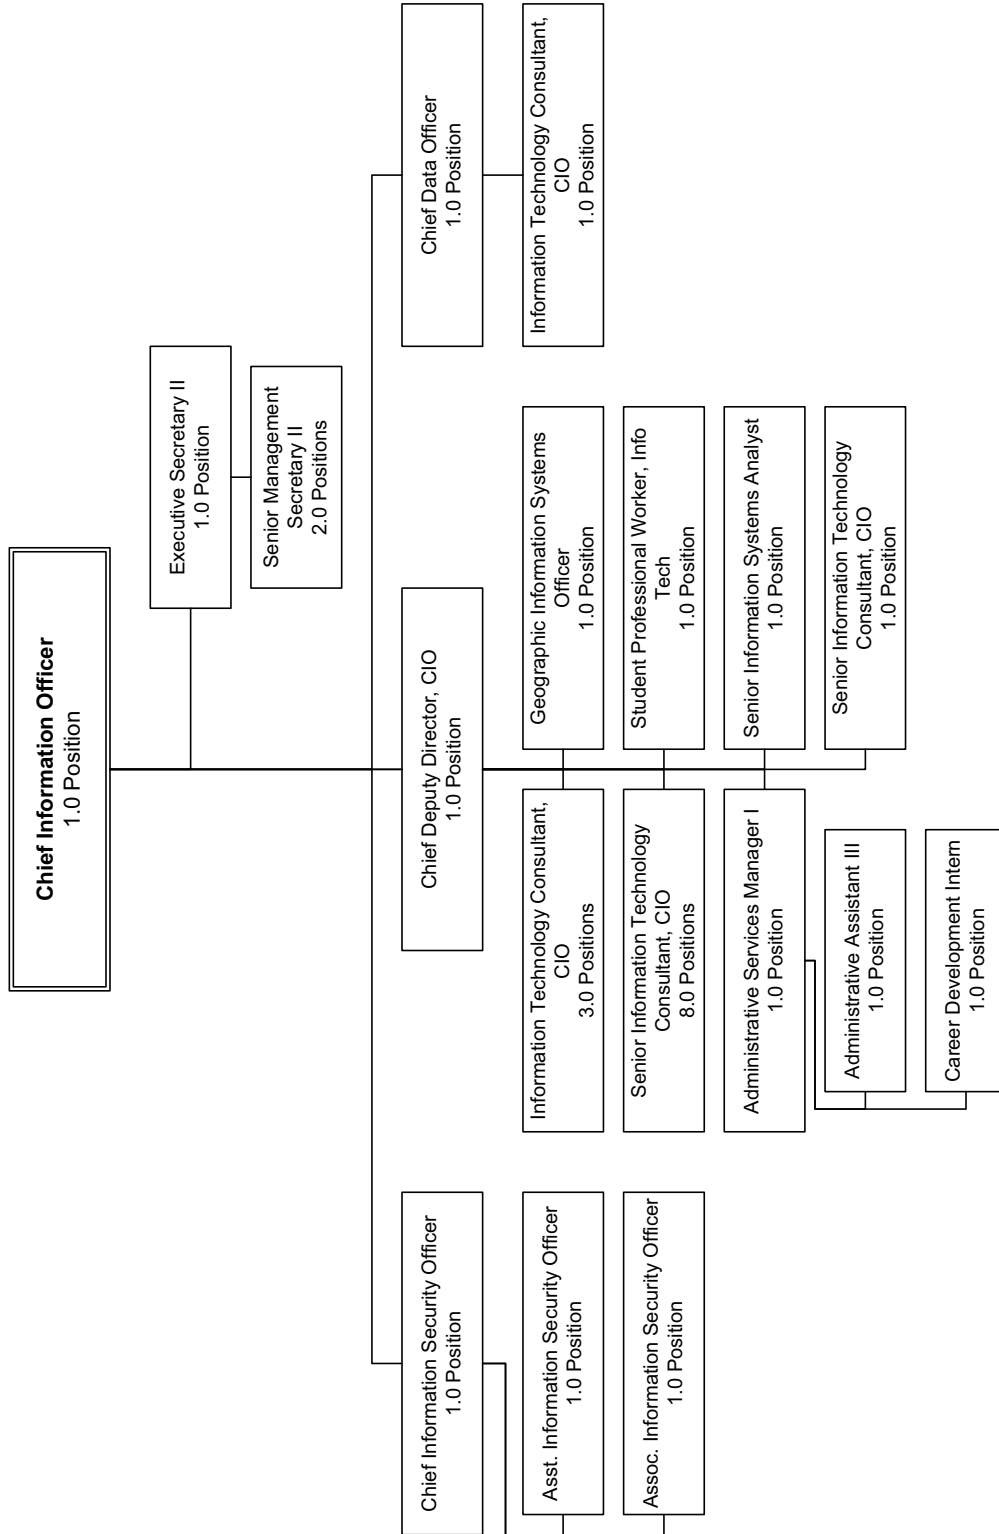 Chief Information Officer
1.0 Position
Executive Secretary II
1.0 Position
Senior Management
Secretary II
2.0 Positions
Chief Information Security Officer
1.0 Position
Asst. Information Security Officer
1.0 Position
Assoc. Information Security Officer
1.0 Position
Chief Deputy Director, CIO
1.0 Position
Information Technology Consultant,
CIO
3.0 Positions
Senior Information Technology
Consultant, CIO
8.0 Positions
Administrative Services Manager I
1.0 Position
Administrative Assistant III
1.0 Position
Career Development Intern
1.0 Position
Geographic Information Systems
Officer
1.0 Position
Student Professional Worker, Info
Tech
1.0 Position
Senior Information Systems Analyst
1.0 Position
Senior Information Technology
Consultant, CIO
1.0 Position
Chief Data Officer
1.0 Position
Information Technology Consultant,
CIO
1.0 Position